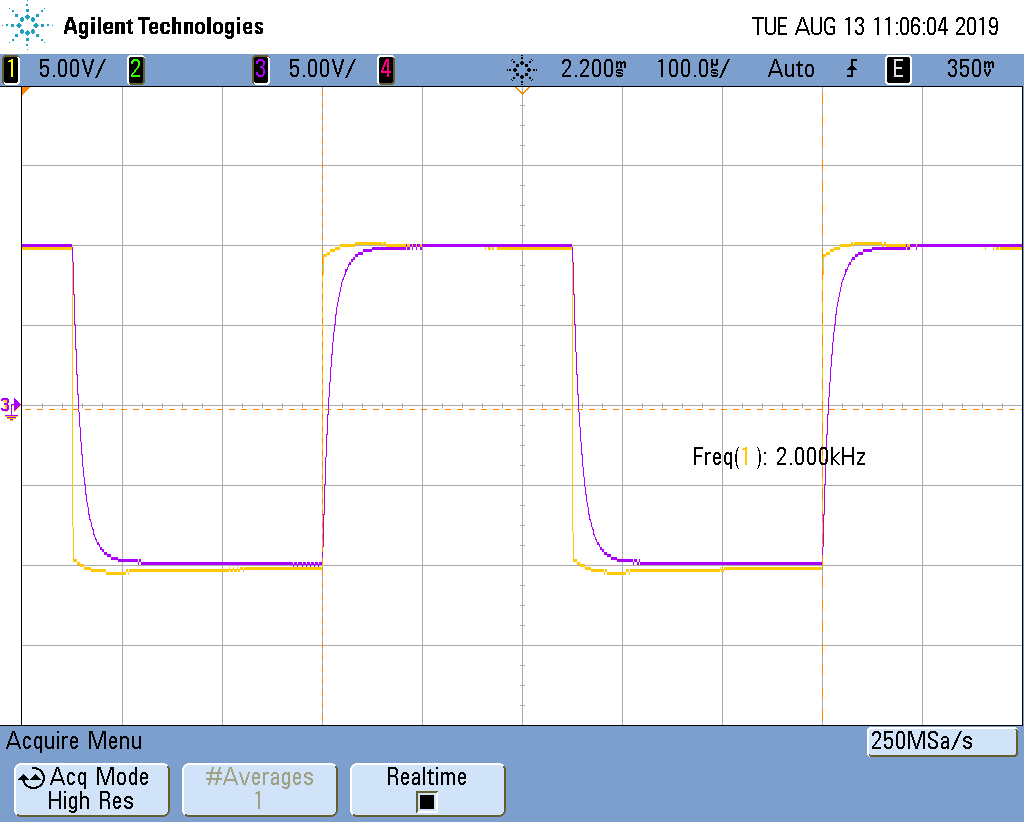 Agilent Technologies TUE AUG 13 11:06:04 2019
1 5.00V/ 2 3 5.00V/ 4 2.200ms 100.0us/ Auto E 350mV
3
Freq(1): 2.000kHz
Acquire Menu 250MSa/s
Acq Mode #Averages Realtime
High Res 1